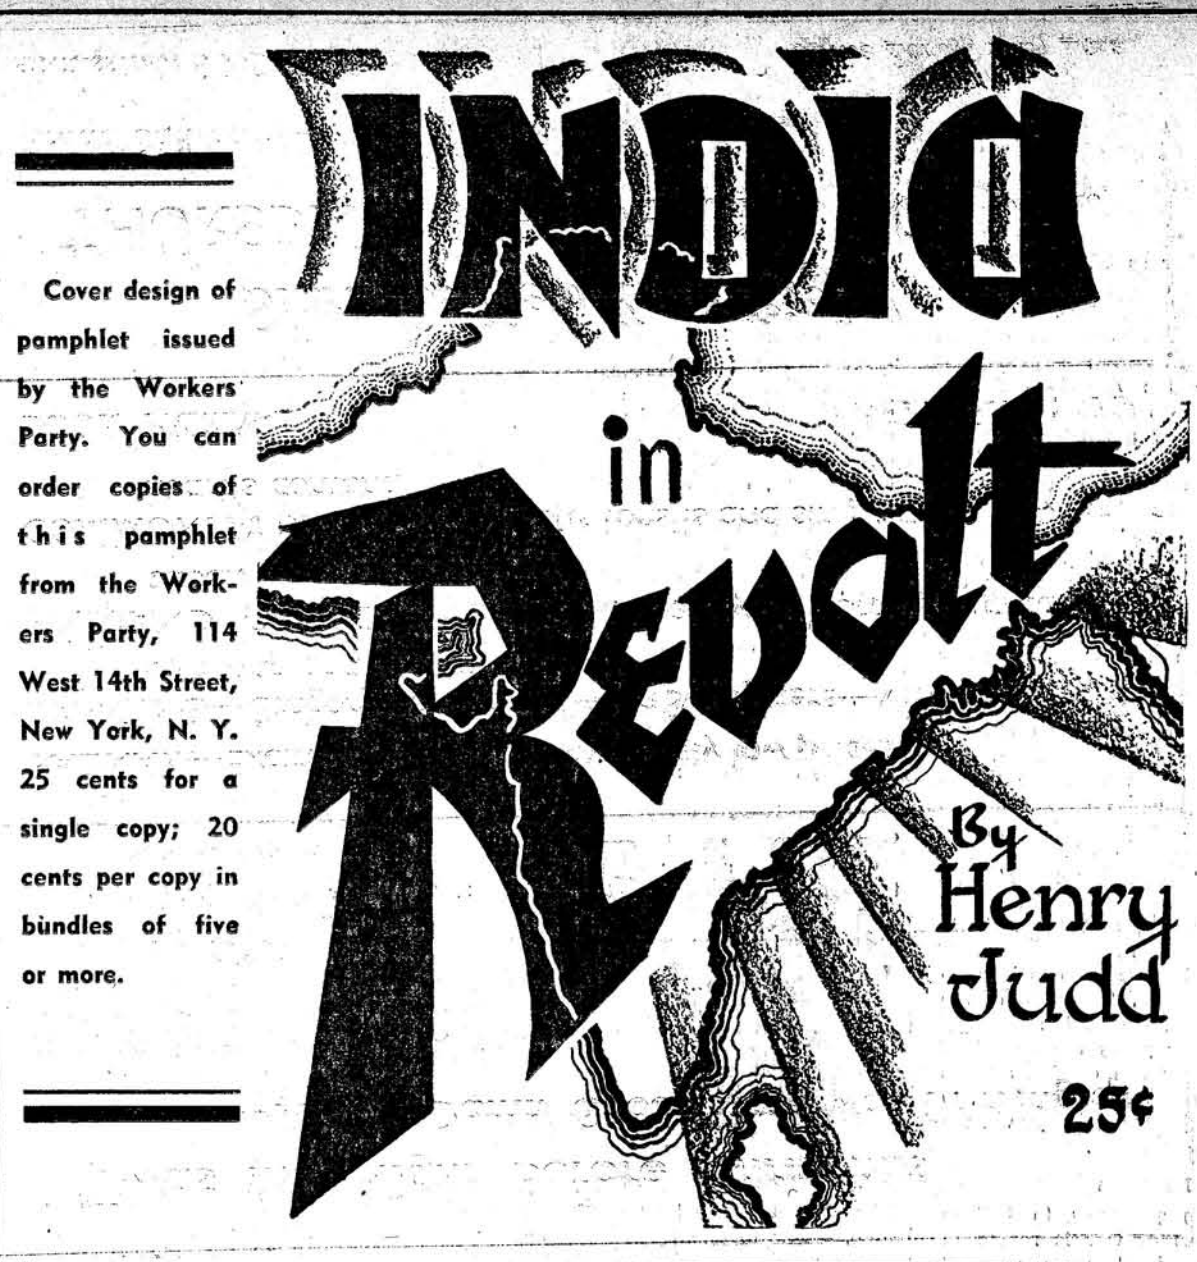 Cover design of
pamphlet issued
by the Workers
Party. You can
order copies of
this pamphlet
from the Work-
ers Party, 114
West 14th Street,
New York, N. Y.
25 cents for a
single copy; 20
cents per copy in
bundles of five
or more.
INDIA
in
Revolt
By
Henry
Judd
25¢